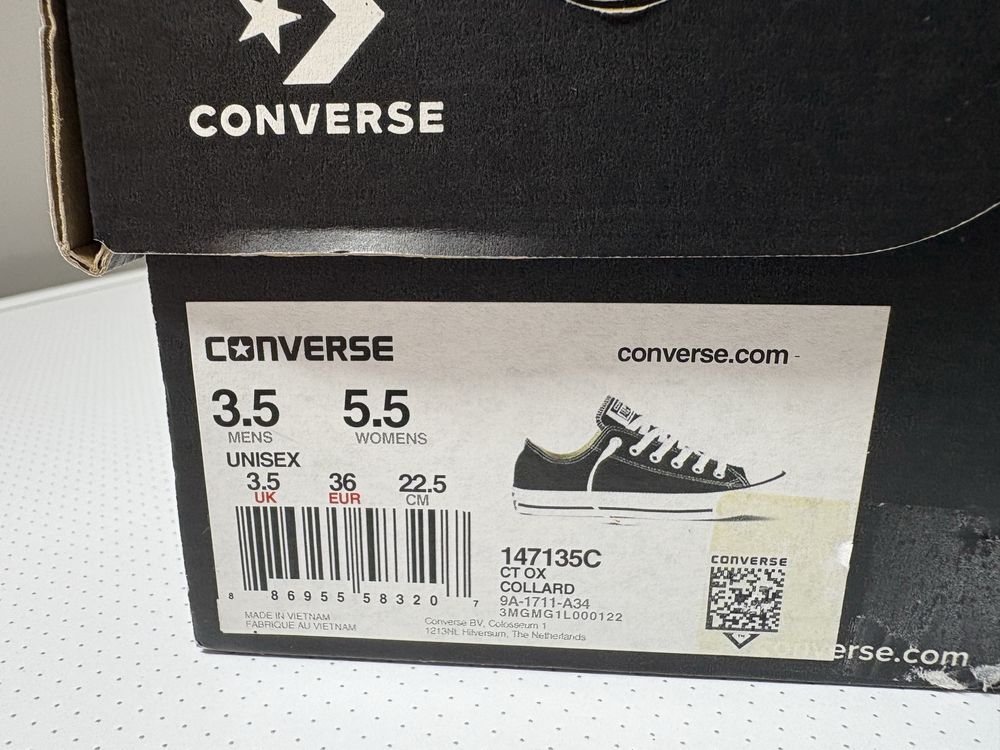 CONVERSE
CONVERSE
converse.com
3.5 5.5
MENS WOMENS
UNISEX
3.5 36 22.5
UK EUR CM
8 86955 58320 7
147135C
CT OX
COLLARD
9A-1711-A34
3MGMG1L000122
CONVERSE
MADE IN VIETNAM
FABRIQUE AU VIETNAM
Converse BV, Colosseum 1
1213NL Hilversum, The Netherlands
erse.com